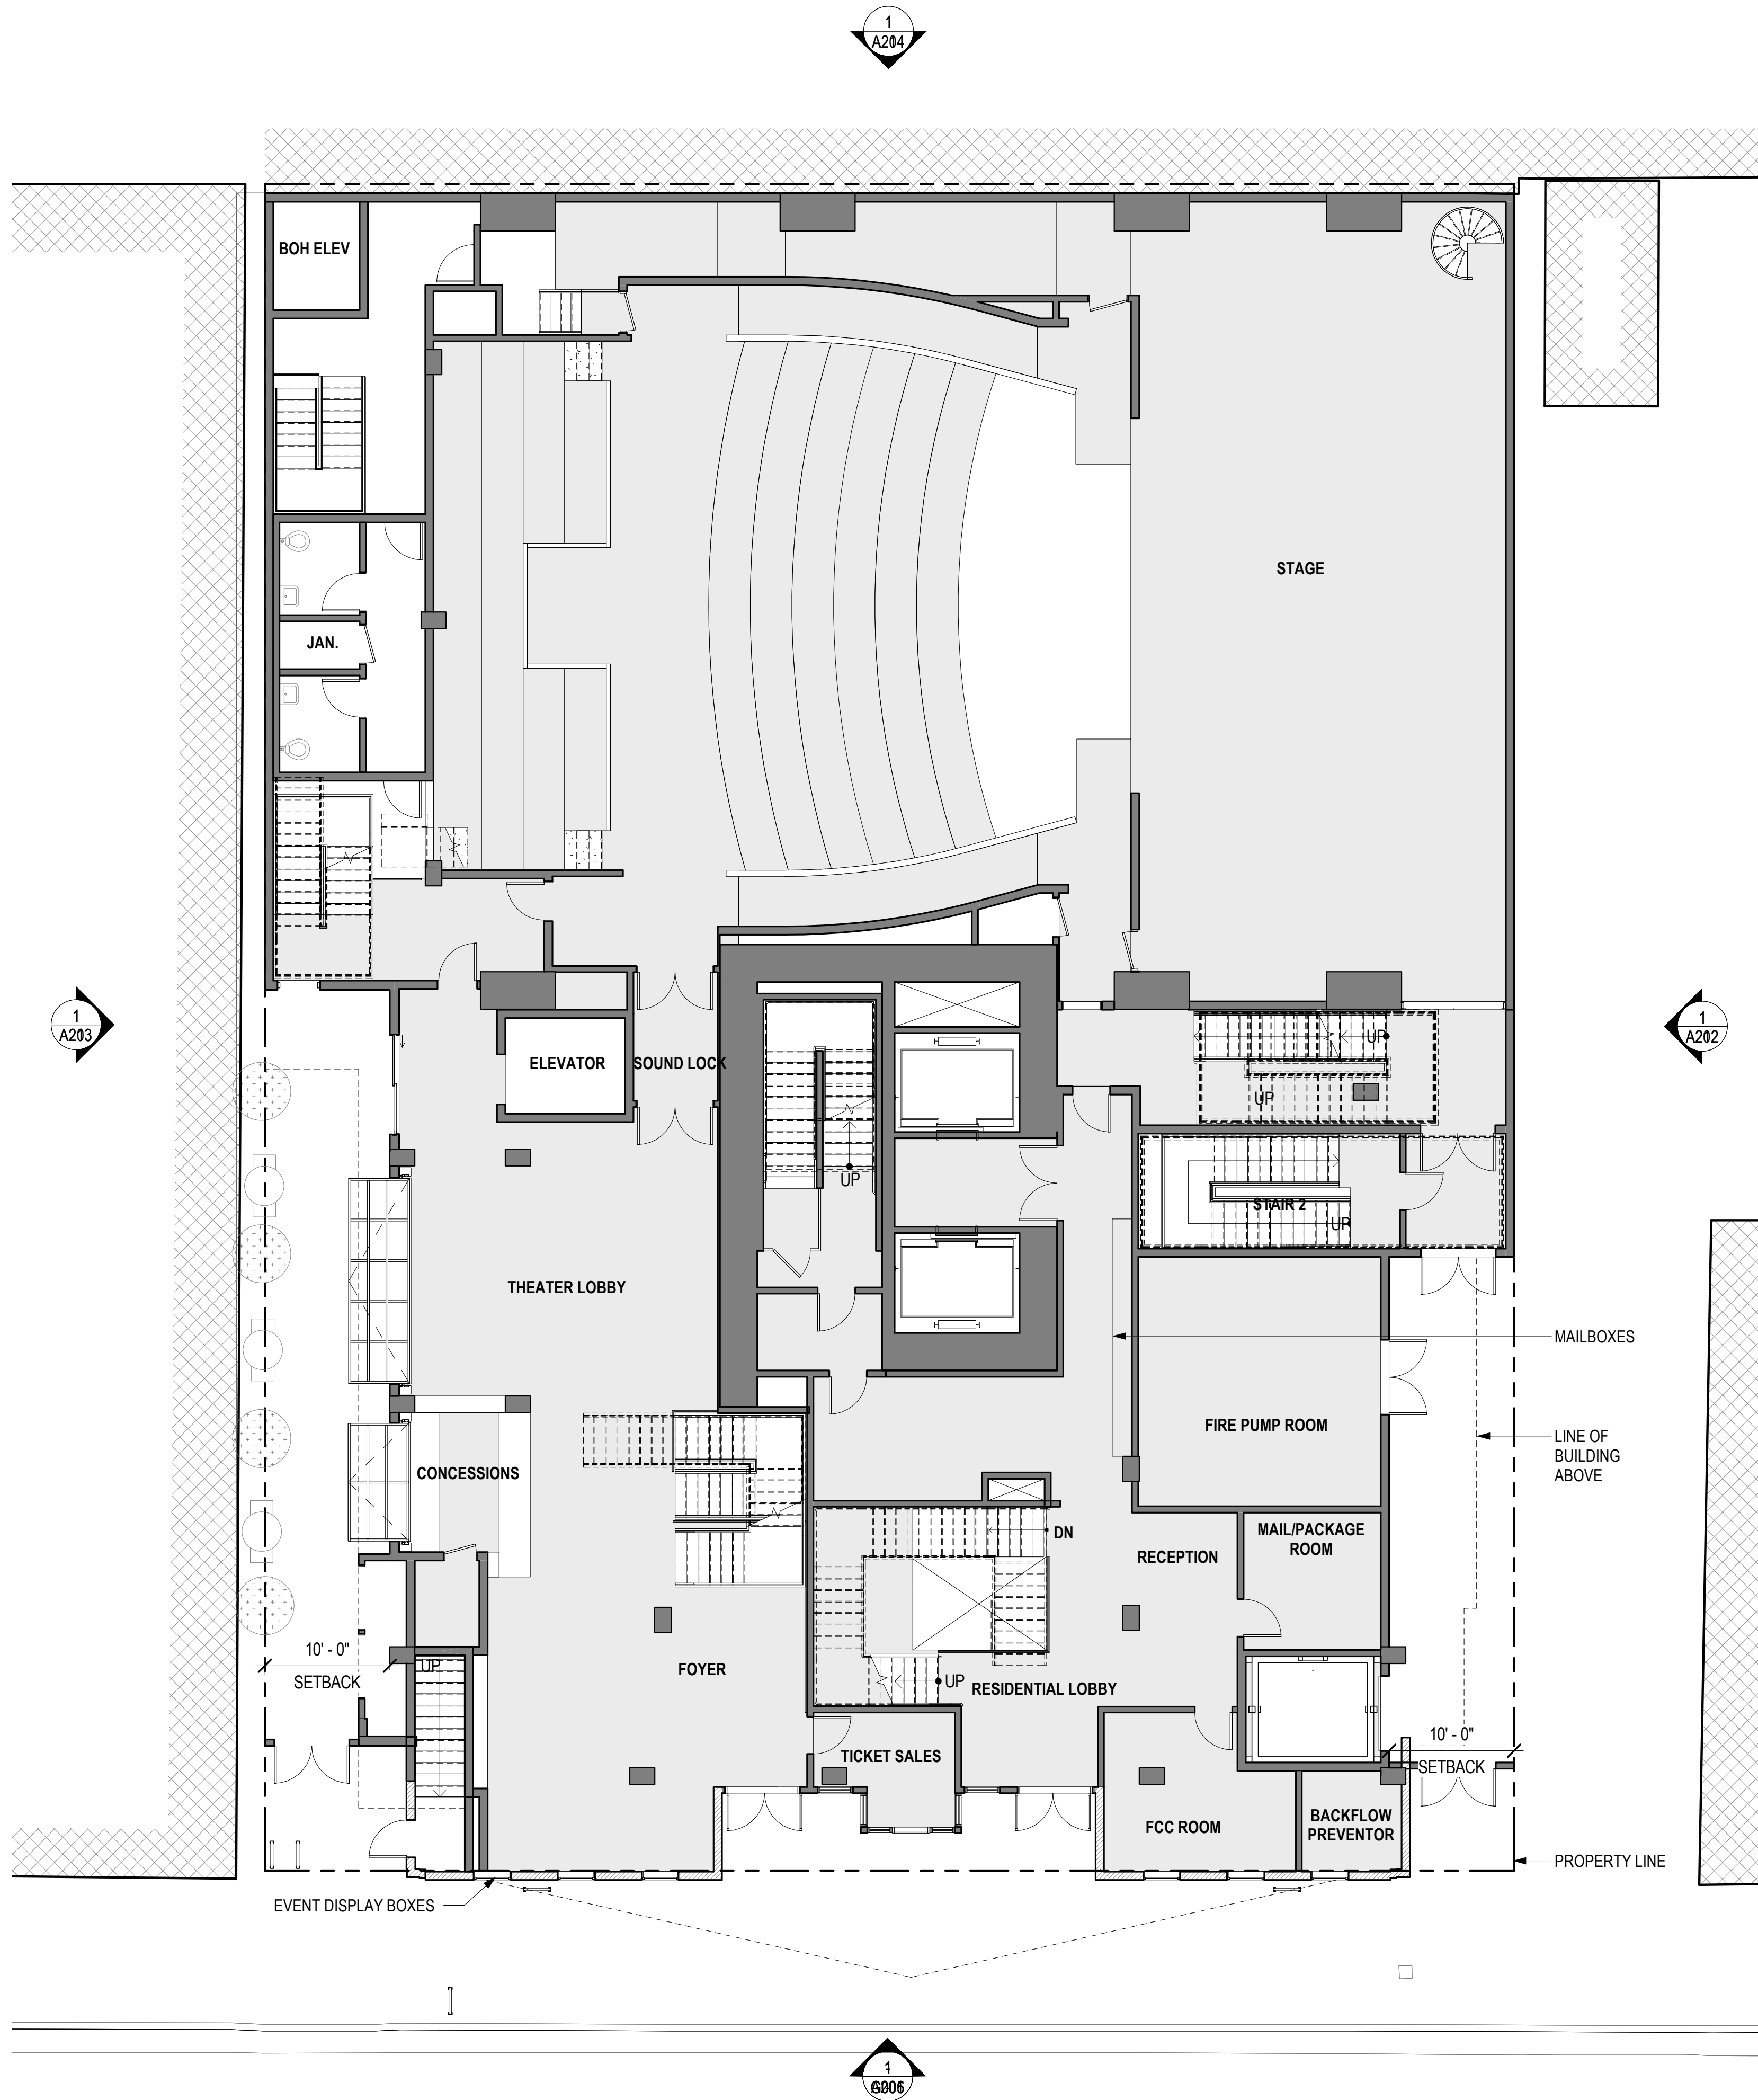 1
A204
BOH ELEV
STAGE
JAN.
1
A203
1
A202
ELEVATOR
SOUND LOCK
UP
UP
UP
STAIR 2
UP
THEATER LOBBY
MAILBOXES
FIRE PUMP ROOM
LINE OF
BUILDING
ABOVE
CONCESSIONS
DN
MAIL/PACKAGE
ROOM
RECEPTION
10' - 0"
SETBACK
UP
FOYER
UP
RESIDENTIAL LOBBY
10' - 0"
SETBACK
TICKET SALES
FCC ROOM
BACKFLOW
PREVENTOR
PROPERTY LINE
EVENT DISPLAY BOXES
1